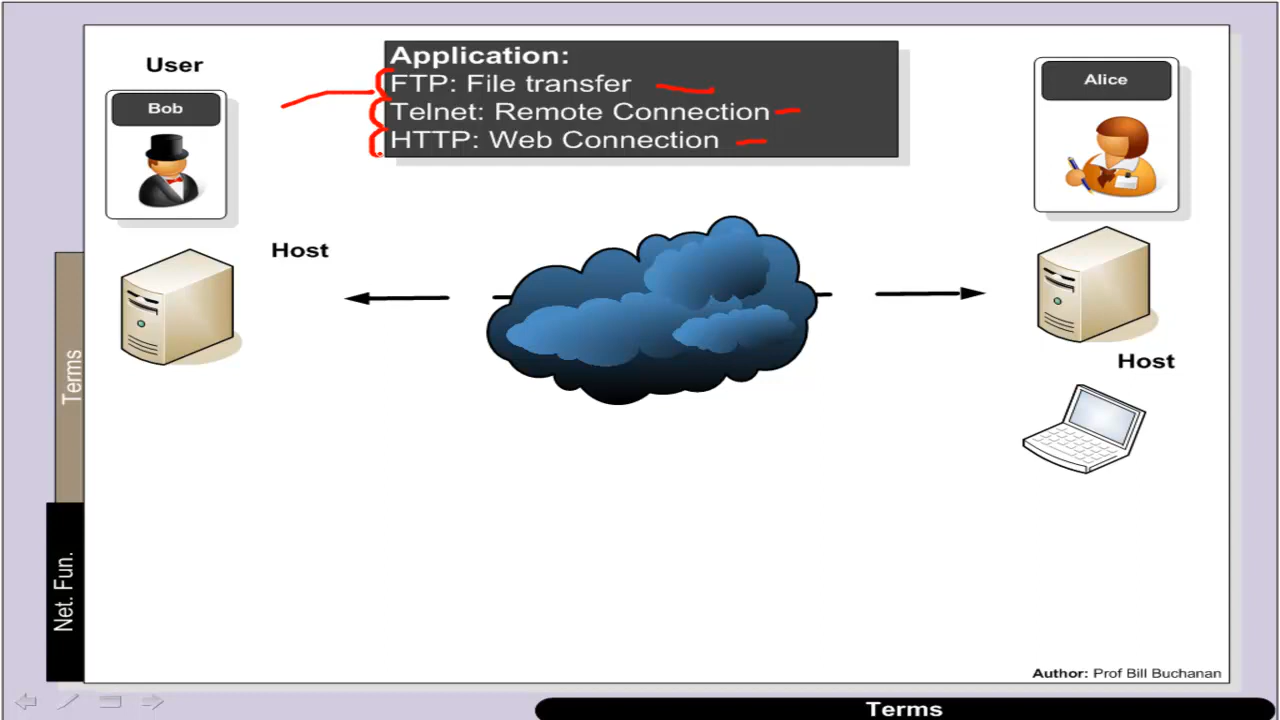 User
Bob
Application:
FTP: File transfer
Telnet: Remote Connection
HTTP: Web Connection
Alice
Host
Host
Terms
Net. Fun.
Author: Prof Bill Buchanan
Terms